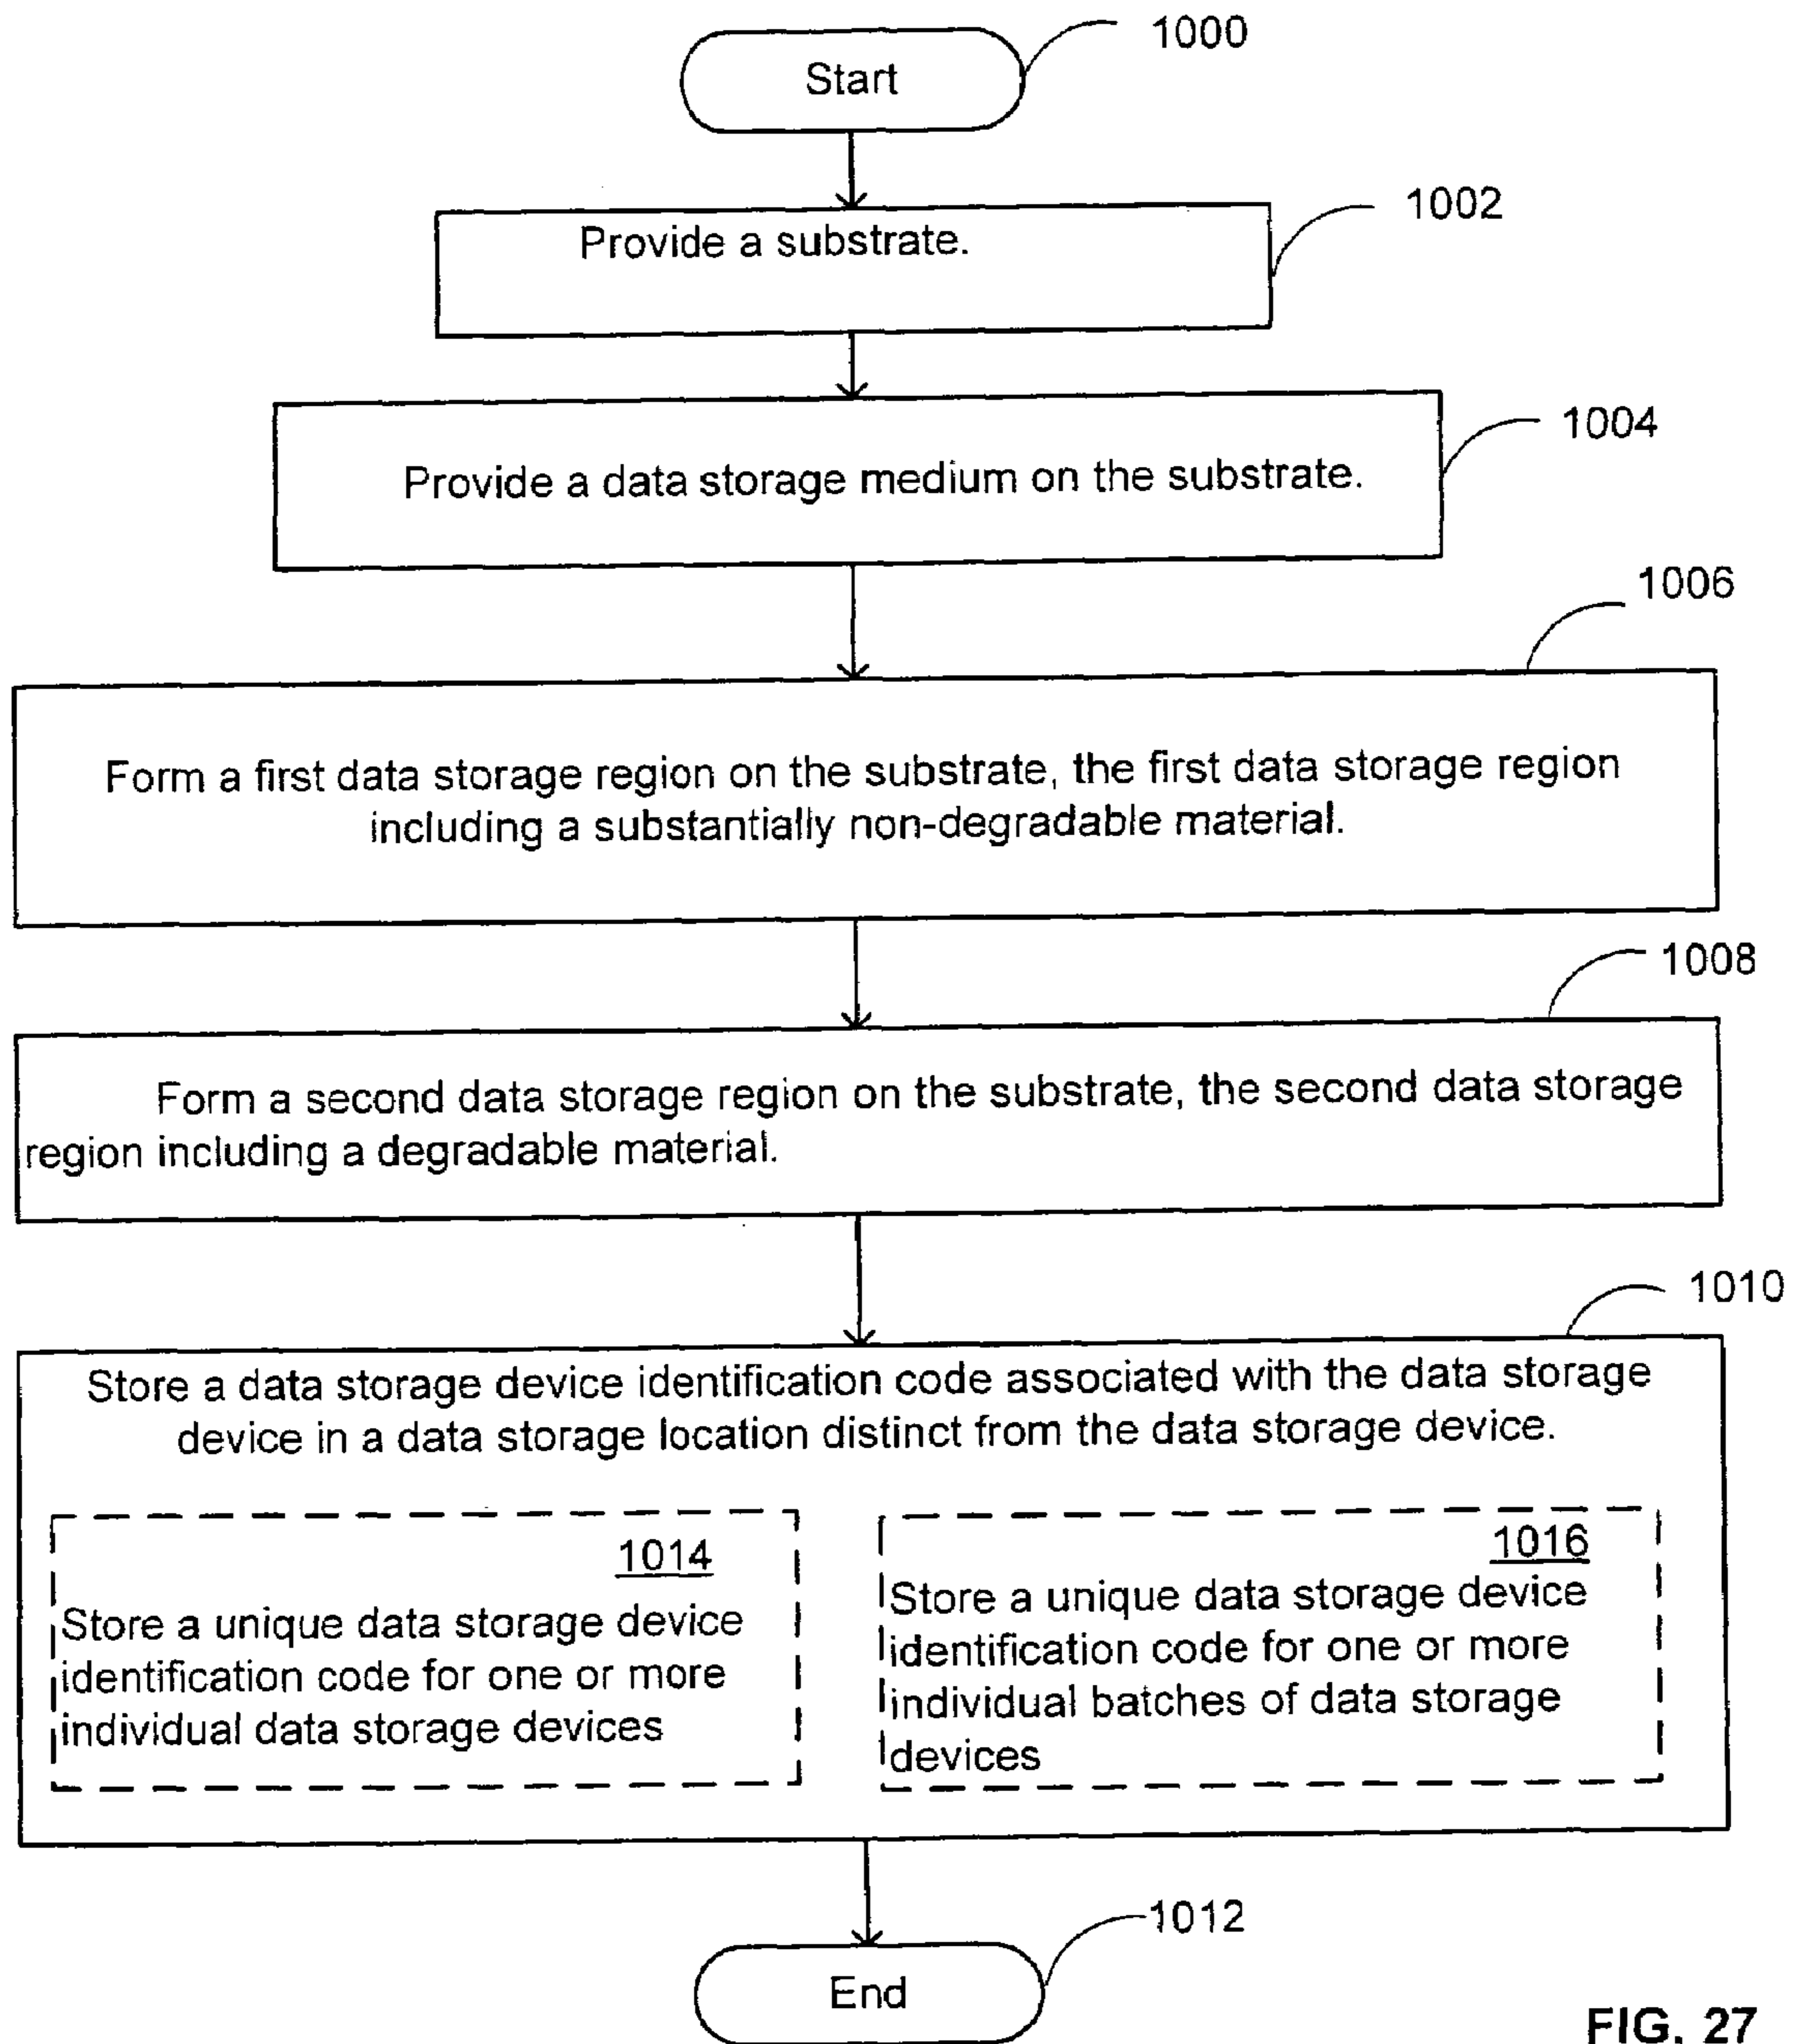 1000
Start
1002
Provide a substrate.
1004
Provide a data storage medium on the substrate.
1006
Form a first data storage region on the substrate, the first data storage region
including a substantially non-degradable material.
1008
Form a second data storage region on the substrate, the second data storage
region including a degradable material.
1010
Store a data storage device identification code associated with the data storage
device in a data storage location distinct from the data storage device.
1014
Store a unique data storage device
identification code for one or more
individual data storage devices
1016
Store a unique data storage device
identification code for one or more
individual batches of data storage
devices
1012
End
FIG. 27